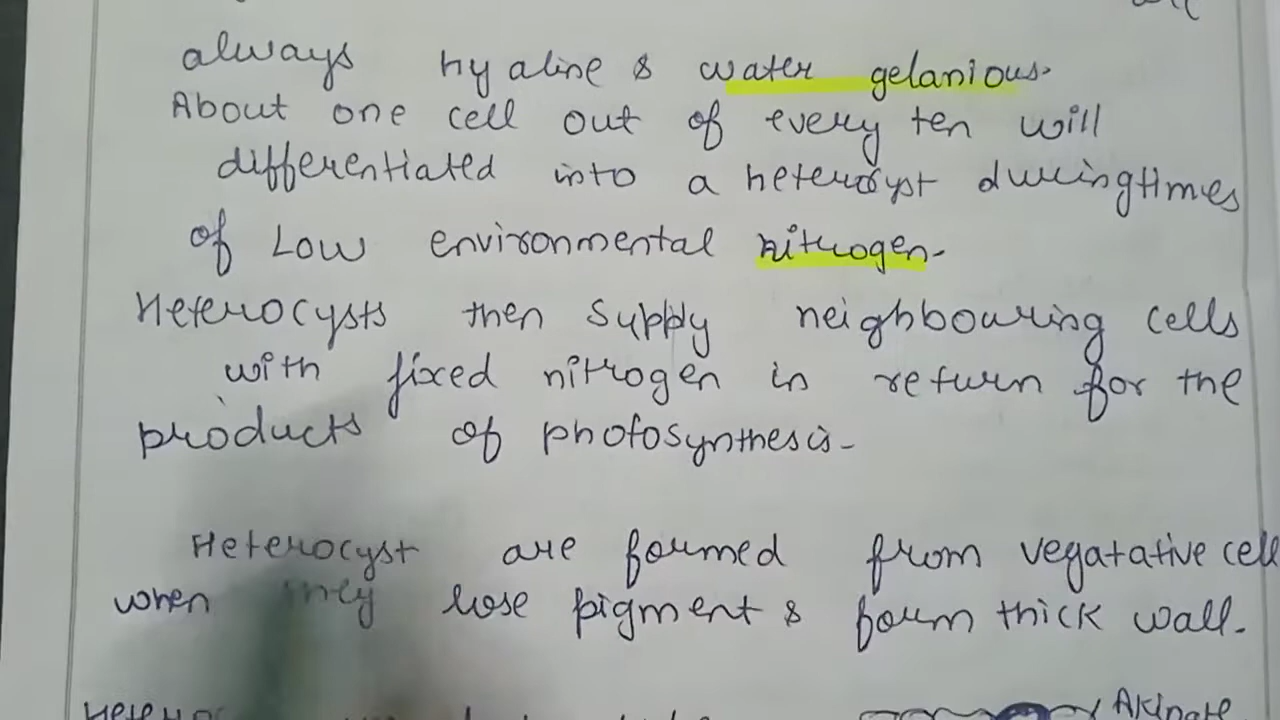 always hyaline & water gelanious.
About one cell out of every ten will
differentiated into a heterocyst during times
of Low environmental nitrogen-
Heterocysts then supply neighbouring cells
with fixed nitrogen in return for the
products of photosynthesis-
Heterocyst are formed from vegatative cell
when they lose pigment & form thick wall.
Akinate